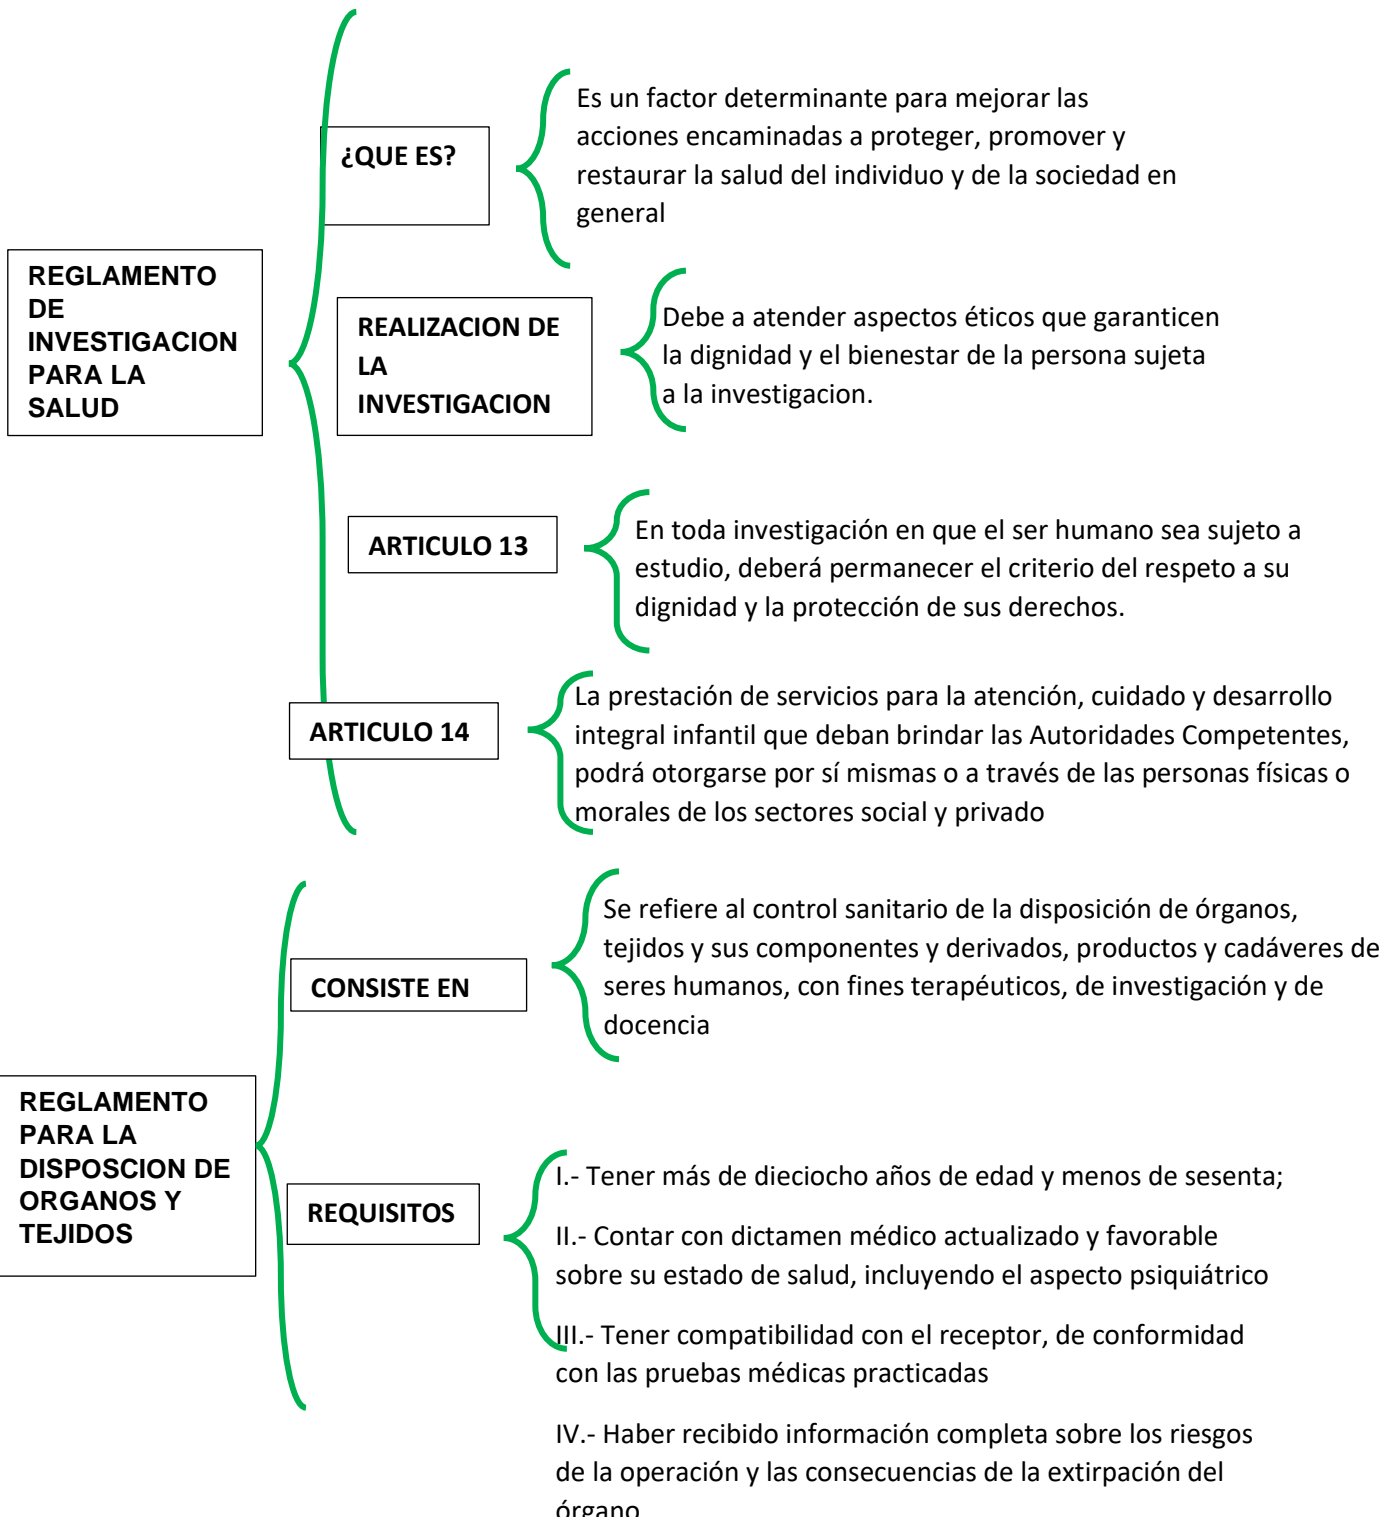 REGLAMENTO
DE
INVESTIGACION
PARA LA
SALUD
¿QUE ES?
Es un factor determinante para mejorar las
acciones encaminadas a proteger, promover y
restaurar la salud del individuo y de la sociedad en
general
REALIZACION DE
LA
INVESTIGACION
Debe a atender aspectos éticos que garanticen
la dignidad y el bienestar de la persona sujeta
a la investigacion.
ARTICULO 13
En toda investigación en que el ser humano sea sujeto a
estudio, deberá permanecer el criterio del respeto a su
dignidad y la protección de sus derechos.
ARTICULO 14
La prestación de servicios para la atención, cuidado y desarrollo
integral infantil que deban brindar las Autoridades Competentes,
podrá otorgarse por sí mismas o a través de las personas físicas o
morales de los sectores social y privado
REGLAMENTO
PARA LA
DISPOSCION DE
ORGANOS Y
TEJIDOS
CONSISTE EN
Se refiere al control sanitario de la disposición de órganos,
tejidos y sus componentes y derivados, productos y cadáveres de
seres humanos, con fines terapéuticos, de investigación y de
docencia
REQUISITOS
I.- Tener más de dieciocho años de edad y menos de sesenta;
II.- Contar con dictamen médico actualizado y favorable
sobre su estado de salud, incluyendo el aspecto psiquiátrico
III.- Tener compatibilidad con el receptor, de conformidad
con las pruebas médicas practicadas
IV.- Haber recibido información completa sobre los riesgos
de la operación y las consecuencias de la extirpación del
órgano